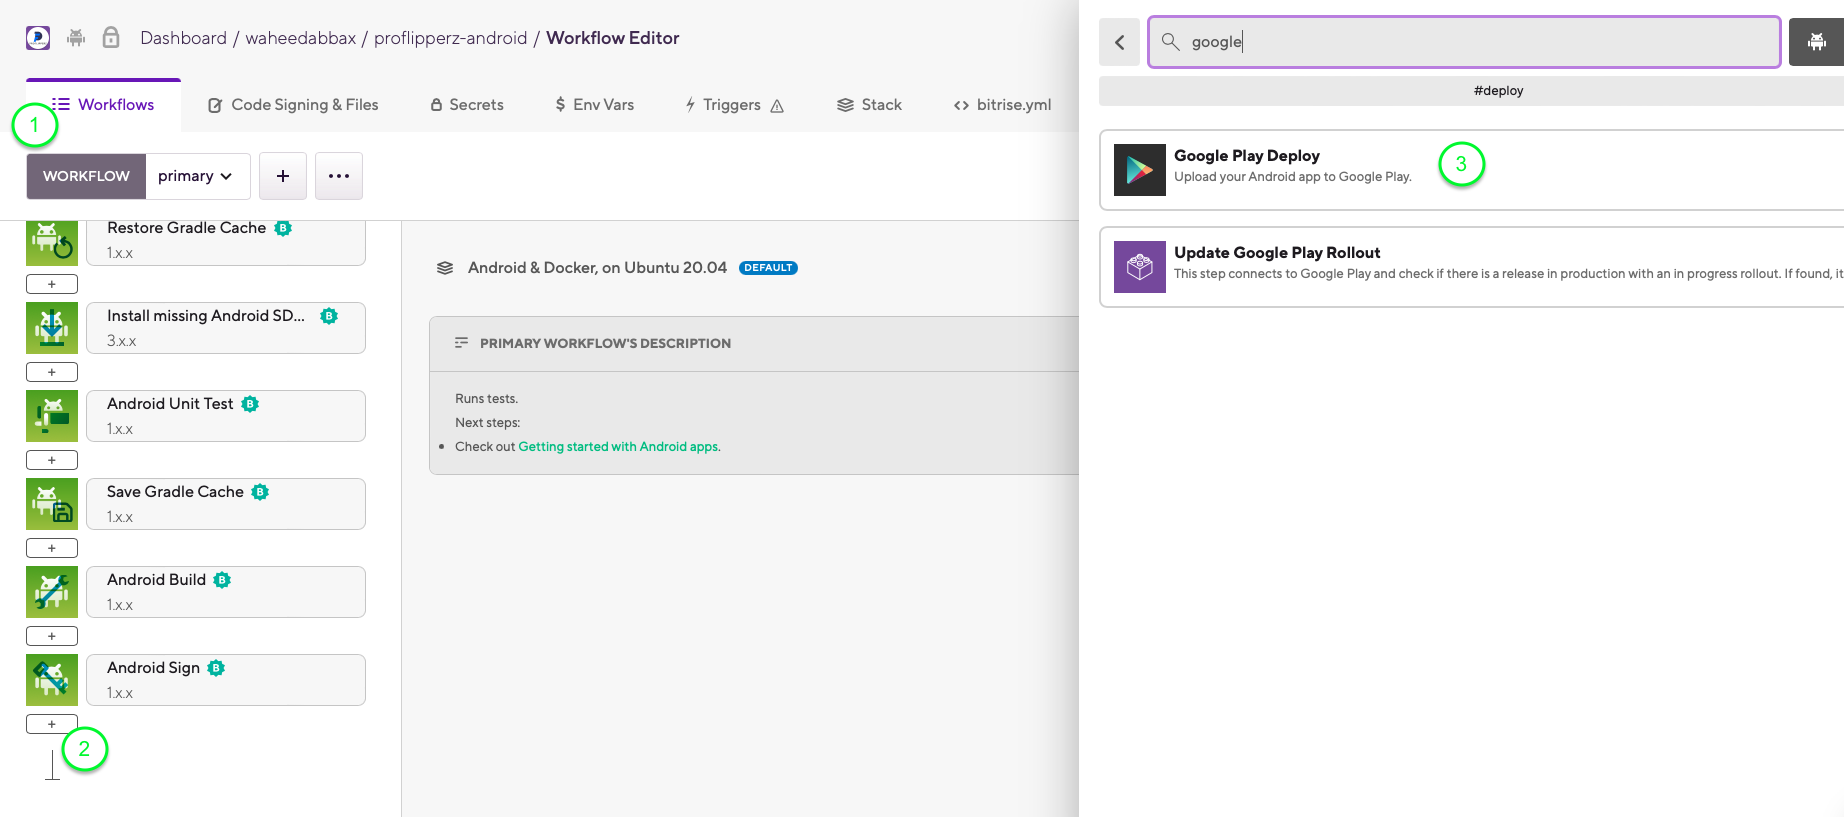 Dashboard / waheedabbax / proflipperz-android / Workflow Editor
Workflows
Code Signing & Files
Secrets
$ Env Vars
Triggers
Stack
<> bitrise.yml
1
WORKFLOW
primary
+
...
Restore Gradle Cache B
1.x.x
+
Install missing Android SD... B
3.x.x
+
Android Unit Test B
1.x.x
+
Save Gradle Cache B
1.x.x
+
Android Build B
1.x.x
+
Android Sign B
1.x.x
+
2
Android & Docker, on Ubuntu 20.04 DEFAULT
PRIMARY WORKFLOW'S DESCRIPTION
Runs tests.
Next steps:
• Check out Getting started with Android apps.
google
#deploy
Google Play Deploy
Upload your Android app to Google Play.
3
Update Google Play Rollout
This step connects to Google Play and check if there is a release in production with an in progress rollout. If found, it